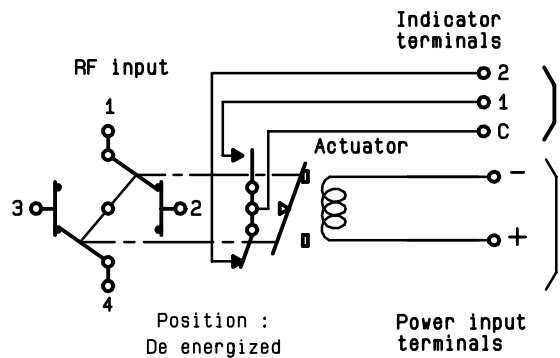 Indicator
terminals
RF input
2
1
1
C
Actuator
-
3
2
+
4
Position :
De energized
Power input
terminals